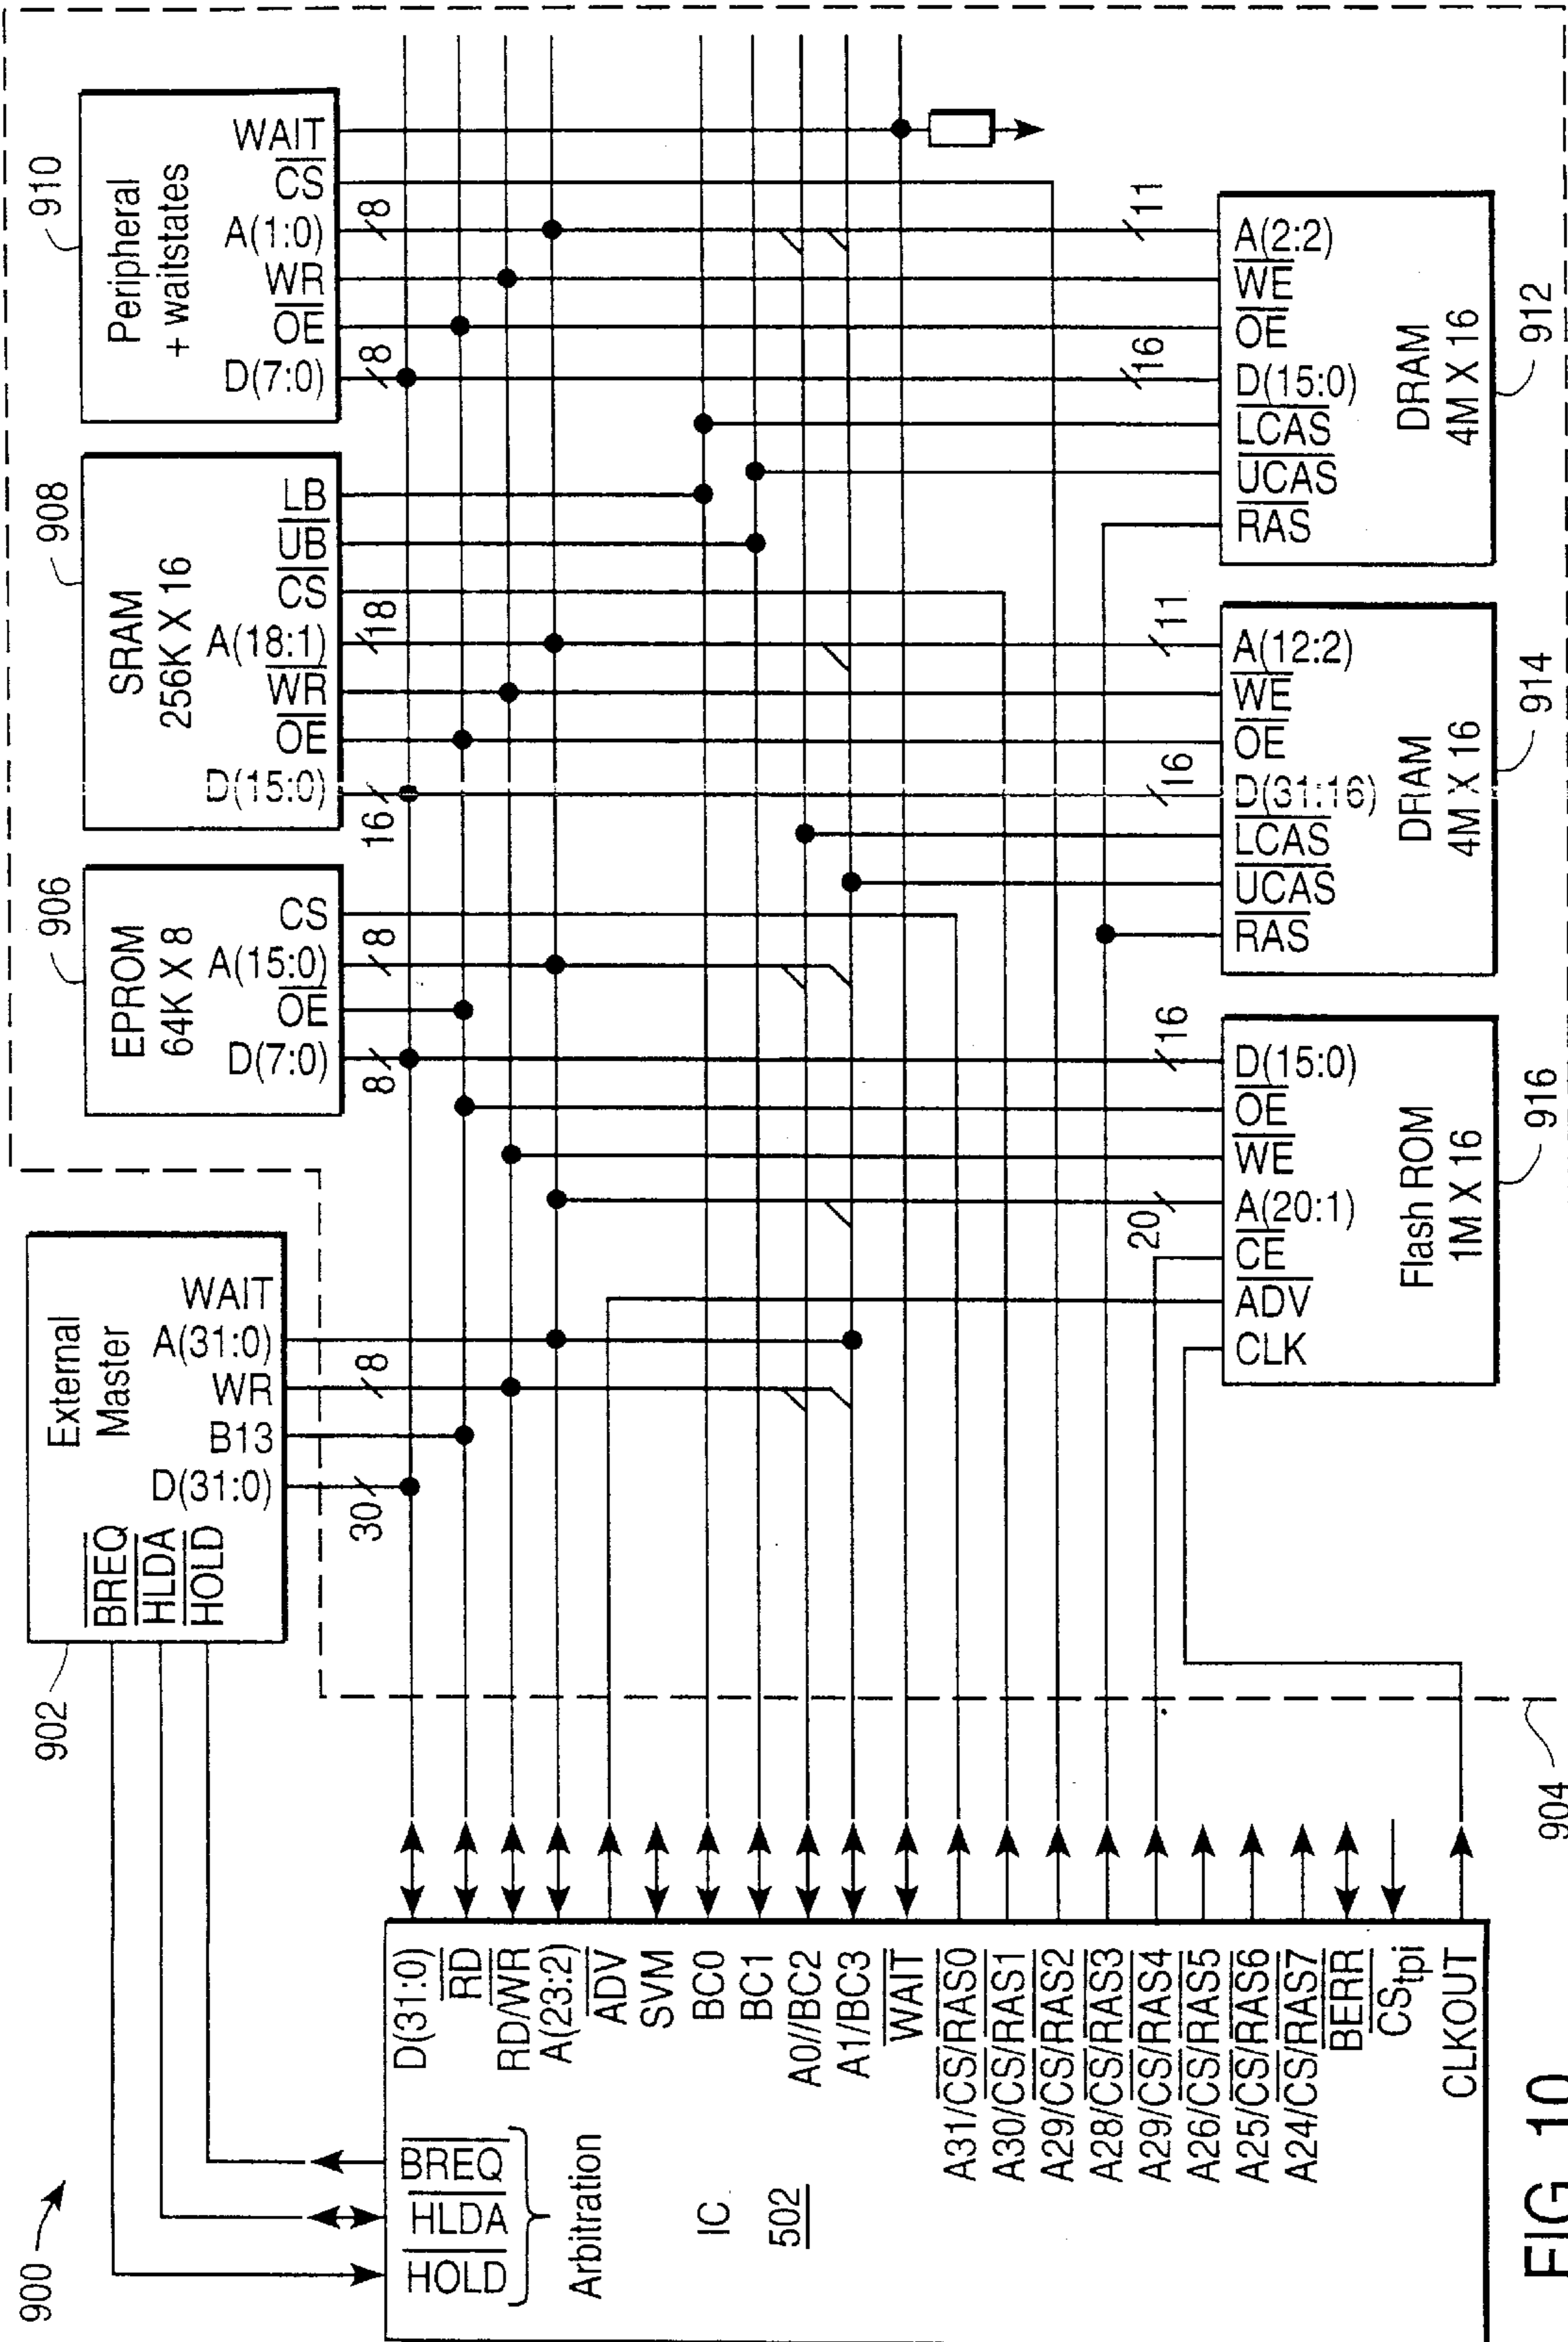 900
902
External
Master
BREQ
HLDA
HOLD
D(31:0)
B13
WR
A(31:0)
WAIT
30
8
906
EPROM
64K X 8
D(7:0)
OE
A(15:0)
CS
8
8
908
SRAM
256K X 16
D(15:0)
OE
WR
A(18:1)
CS
UB
LB
16
18
910
Peripheral
+ waitstates
D(7:0)
OE
WR
A(1:0)
CS
WAIT
8
8
HOLD
HLDA
BREQ
Arbitration
IC
502
D(31:0)
RD
RD/WR
A(23:2)
ADV
SVM
BC0
BC1
A0//BC2
A1/BC3
WAIT
A31/CS/RAS0
A30/CS/RAS1
A29/CS/RAS2
A28/CS/RAS3
A29/CS/RAS4
A26/CS/RAS5
A25/CS/RAS6
A24/CS/RAS7
BERR
CStpi
CLKOUT
904
20
16
CLK
ADV
CE
A(20:1)
WE
OE
D(15:0)
Flash ROM
1M X 16
916
16
11
RAS
UCAS
LCAS
D(31:16)
OE
WE
A(12:2)
DRAM
4M X 16
914
16
11
RAS
UCAS
LCAS
D(15:0)
OE
WE
A(2:2)
DRAM
4M X 16
912
FIG 10